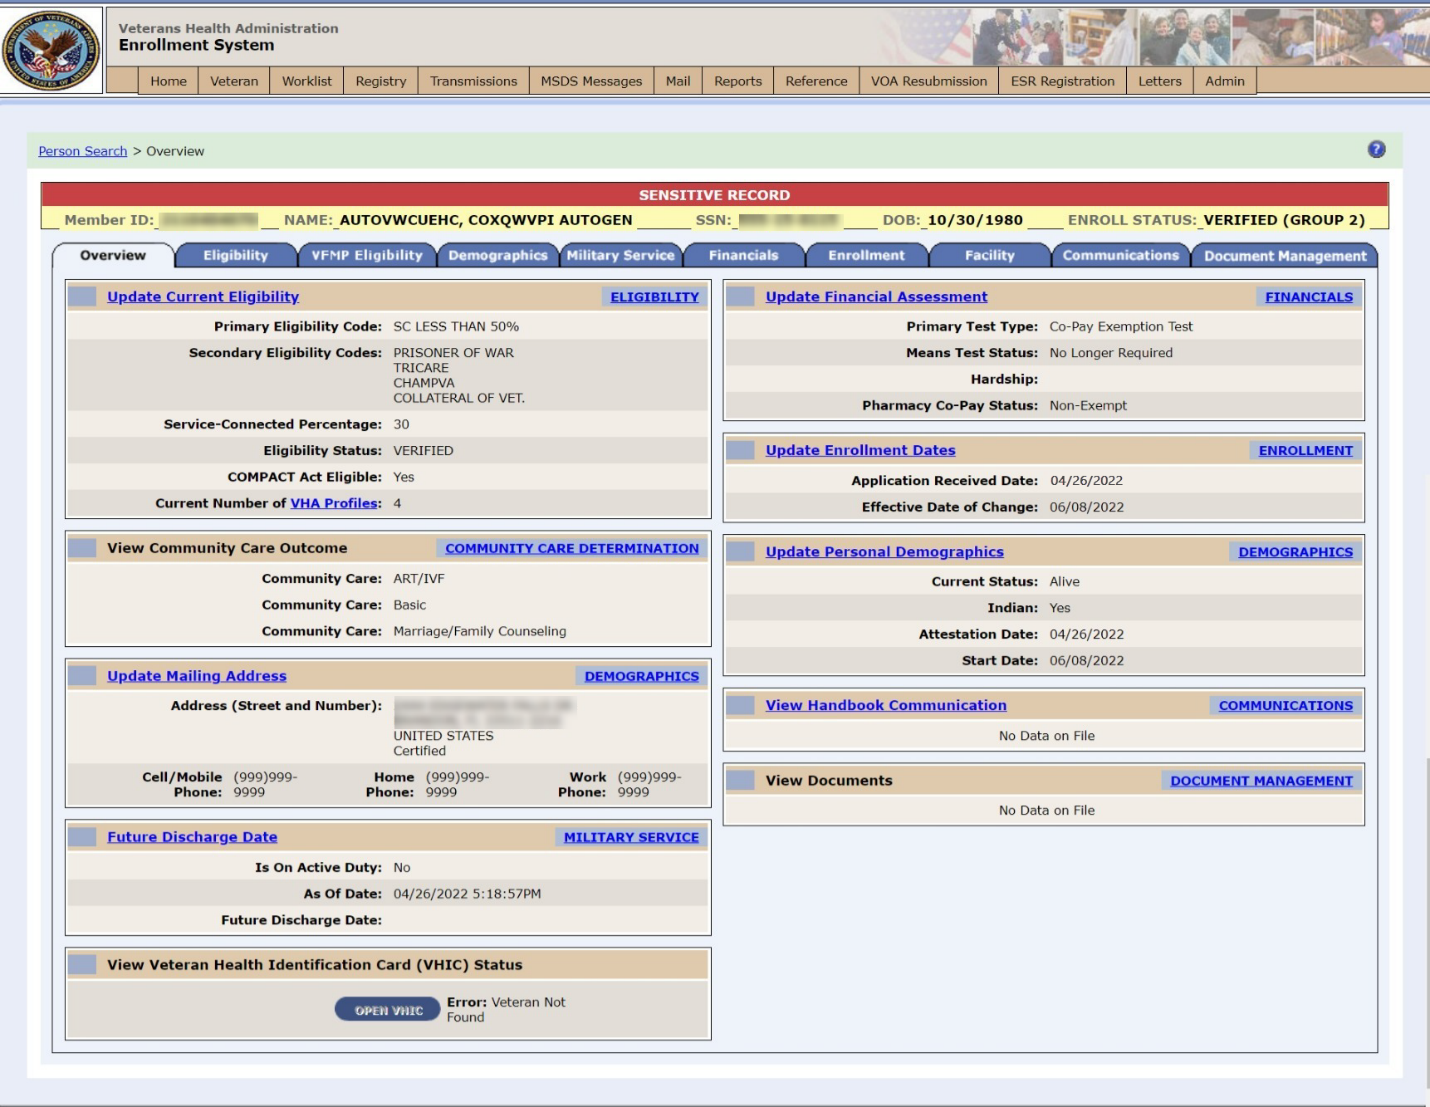 Veterans Health Administration
Enrollment System
Home Veteran Worklist Registry Transmissions MSDS Messages Mail Reports Reference VOA Resubmission ESR Registration Letters Admin
Person Search > Overview
?
SENSITIVE RECORD
Member ID: NAME: AUTOVWCUEHC, COXQWVPI AUTOGEN SSN: DOB: 10/30/1980 ENROLL STATUS: VERIFIED (GROUP 2)
Overview Eligibility VFMP Eligibility Demographics Military Service Financials Enrollment Facility Communications Document Management
Update Current Eligibility ELIGIBILITY
Primary Eligibility Code: SC LESS THAN 50%
Secondary Eligibility Codes: PRISONER OF WAR
TRICARE
CHAMPVA
COLLATERAL OF VET.
Service-Connected Percentage: 30
Eligibility Status: VERIFIED
COMPACT Act Eligible: Yes
Current Number of VHA Profiles: 4
View Community Care Outcome COMMUNITY CARE DETERMINATION
Community Care: ART/IVF
Community Care: Basic
Community Care: Marriage/Family Counseling
Update Mailing Address DEMOGRAPHICS
Address (Street and Number):
UNITED STATES
Certified
Cell/Mobile (999)999- Home (999)999- Work (999)999-
Phone: 9999 Phone: 9999 Phone: 9999
Future Discharge Date MILITARY SERVICE
Is On Active Duty: No
As Of Date: 04/26/2022 5:18:57PM
Future Discharge Date:
View Veteran Health Identification Card (VHIC) Status
OPEN VHIC Error: Veteran Not
Found
Update Financial Assessment FINANCIALS
Primary Test Type: Co-Pay Exemption Test
Means Test Status: No Longer Required
Hardship:
Pharmacy Co-Pay Status: Non-Exempt
Update Enrollment Dates ENROLLMENT
Application Received Date: 04/26/2022
Effective Date of Change: 06/08/2022
Update Personal Demographics DEMOGRAPHICS
Current Status: Alive
Indian: Yes
Attestation Date: 04/26/2022
Start Date: 06/08/2022
View Handbook Communication COMMUNICATIONS
No Data on File
View Documents DOCUMENT MANAGEMENT
No Data on File